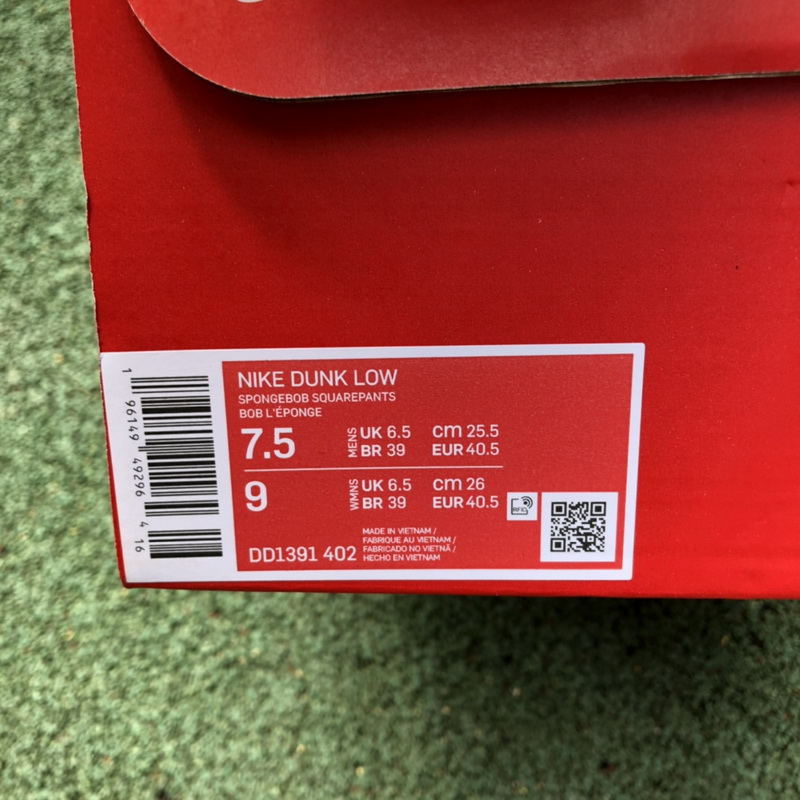 NIKE DUNK LOW
SPONGEBOB SQUAREPANTS
BOB L'ÉPONGE
7.5 MENS UK 6.5 cm 25.5
BR 39 EUR 40.5
9 WMNS UK 6.5 cm 26
BR 39 EUR 40.5
RFID
DD1391 402
MADE IN VIETNAM /
FABRIQUE AU VIETNAM /
FABRICADO NO VIETNÃ /
HECHO EN VIETNAM
1 96149 49296 4 16